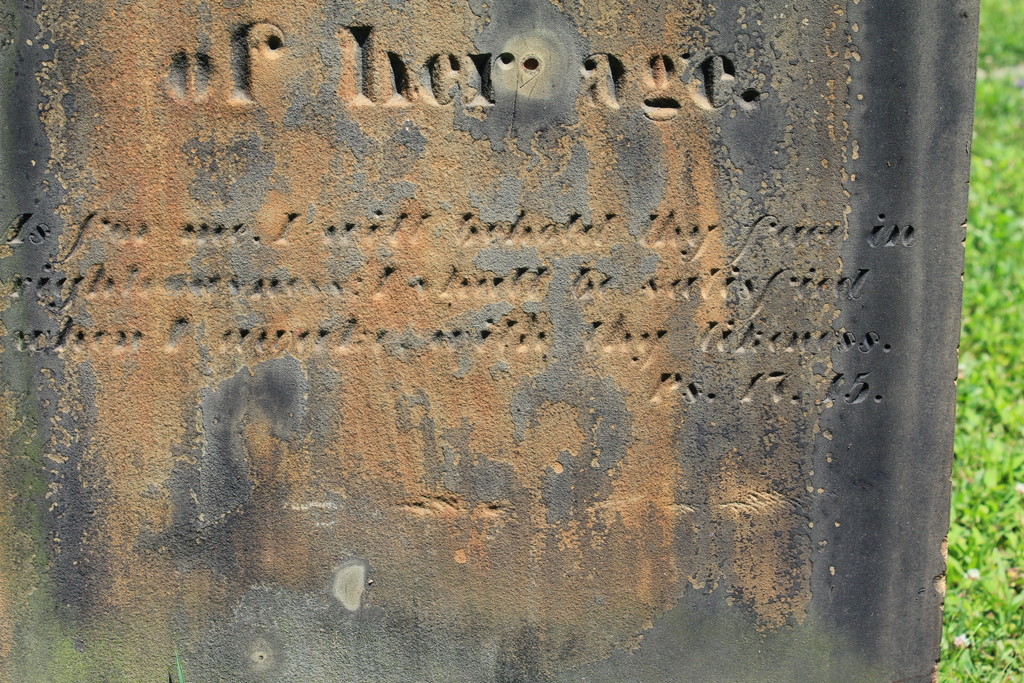 of her age.
As for me, I will behold thy face in
righteousness: I shall be satisfied
when I awake, with thy likeness.
Ps. 17. 15.